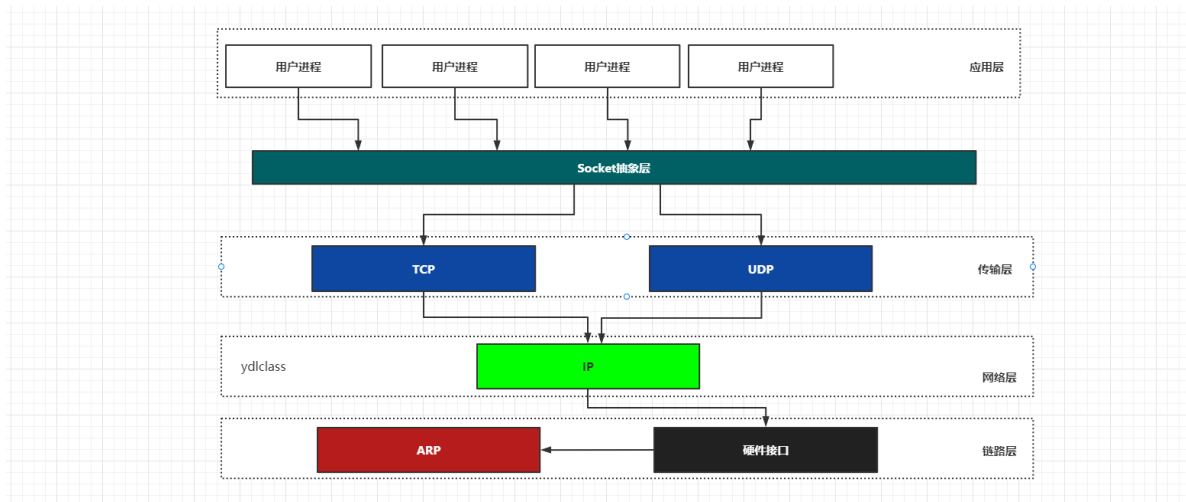 用户进程
用户进程
用户进程
用户进程
应用层
Socket抽象层
TCP
UDP
传输层
ydlclass
IP
网络层
ARP
硬件接口
链路层